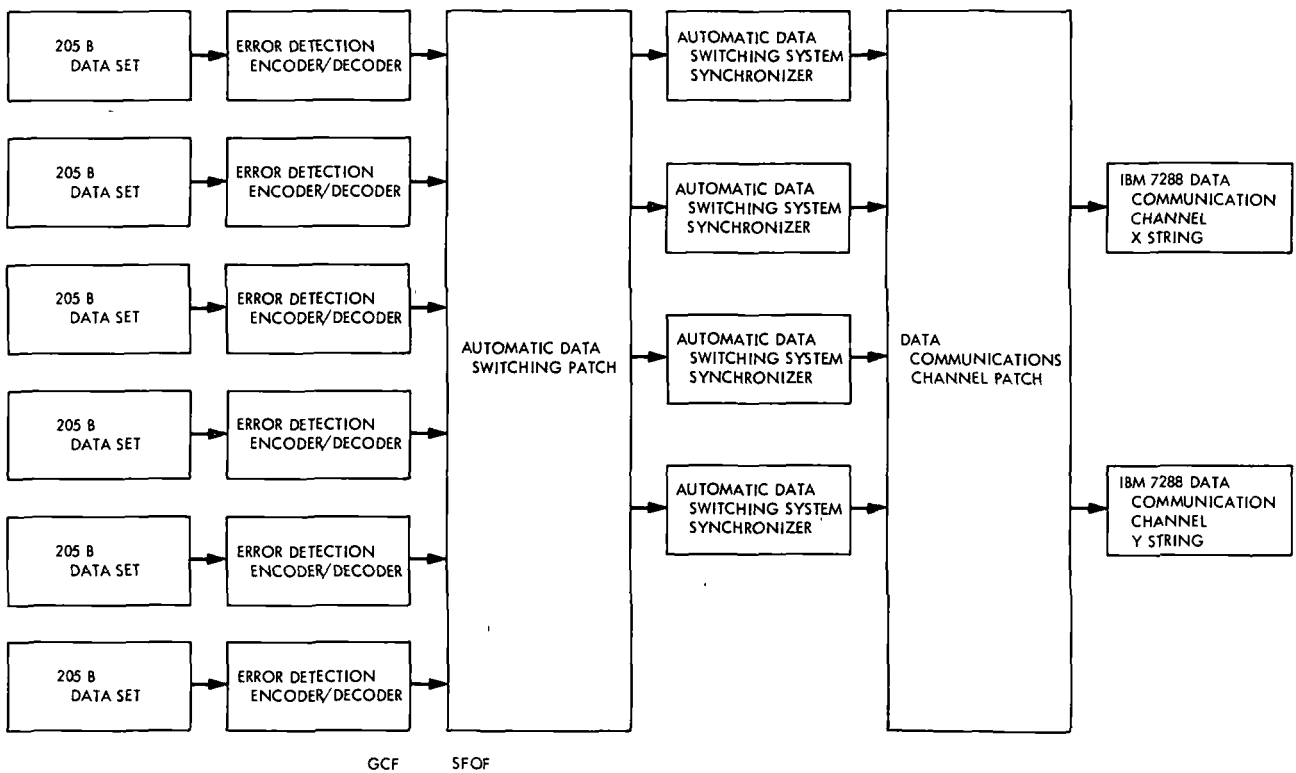 205 B
DATA SET
ERROR DETECTION
ENCODER/DECODER
205 B
DATA SET
ERROR DETECTION
ENCODER/DECODER
205 B
DATA SET
ERROR DETECTION
ENCODER/DECODER
205 B
DATA SET
ERROR DETECTION
ENCODER/DECODER
205 B
DATA SET
ERROR DETECTION
ENCODER/DECODER
205 B
DATA SET
ERROR DETECTION
ENCODER/DECODER
AUTOMATIC DATA
SWITCHING PATCH
AUTOMATIC DATA
SWITCHING SYSTEM
SYNCHRONIZER
AUTOMATIC DATA
SWITCHING SYSTEM
SYNCHRONIZER
AUTOMATIC DATA
SWITCHING SYSTEM
SYNCHRONIZER
AUTOMATIC DATA
SWITCHING SYSTEM
SYNCHRONIZER
DATA
COMMUNICATIONS
CHANNEL PATCH
IBM 7288 DATA
COMMUNICATION
CHANNEL
X STRING
IBM 7288 DATA
COMMUNICATION
CHANNEL
Y STRING
GCF
SFOF